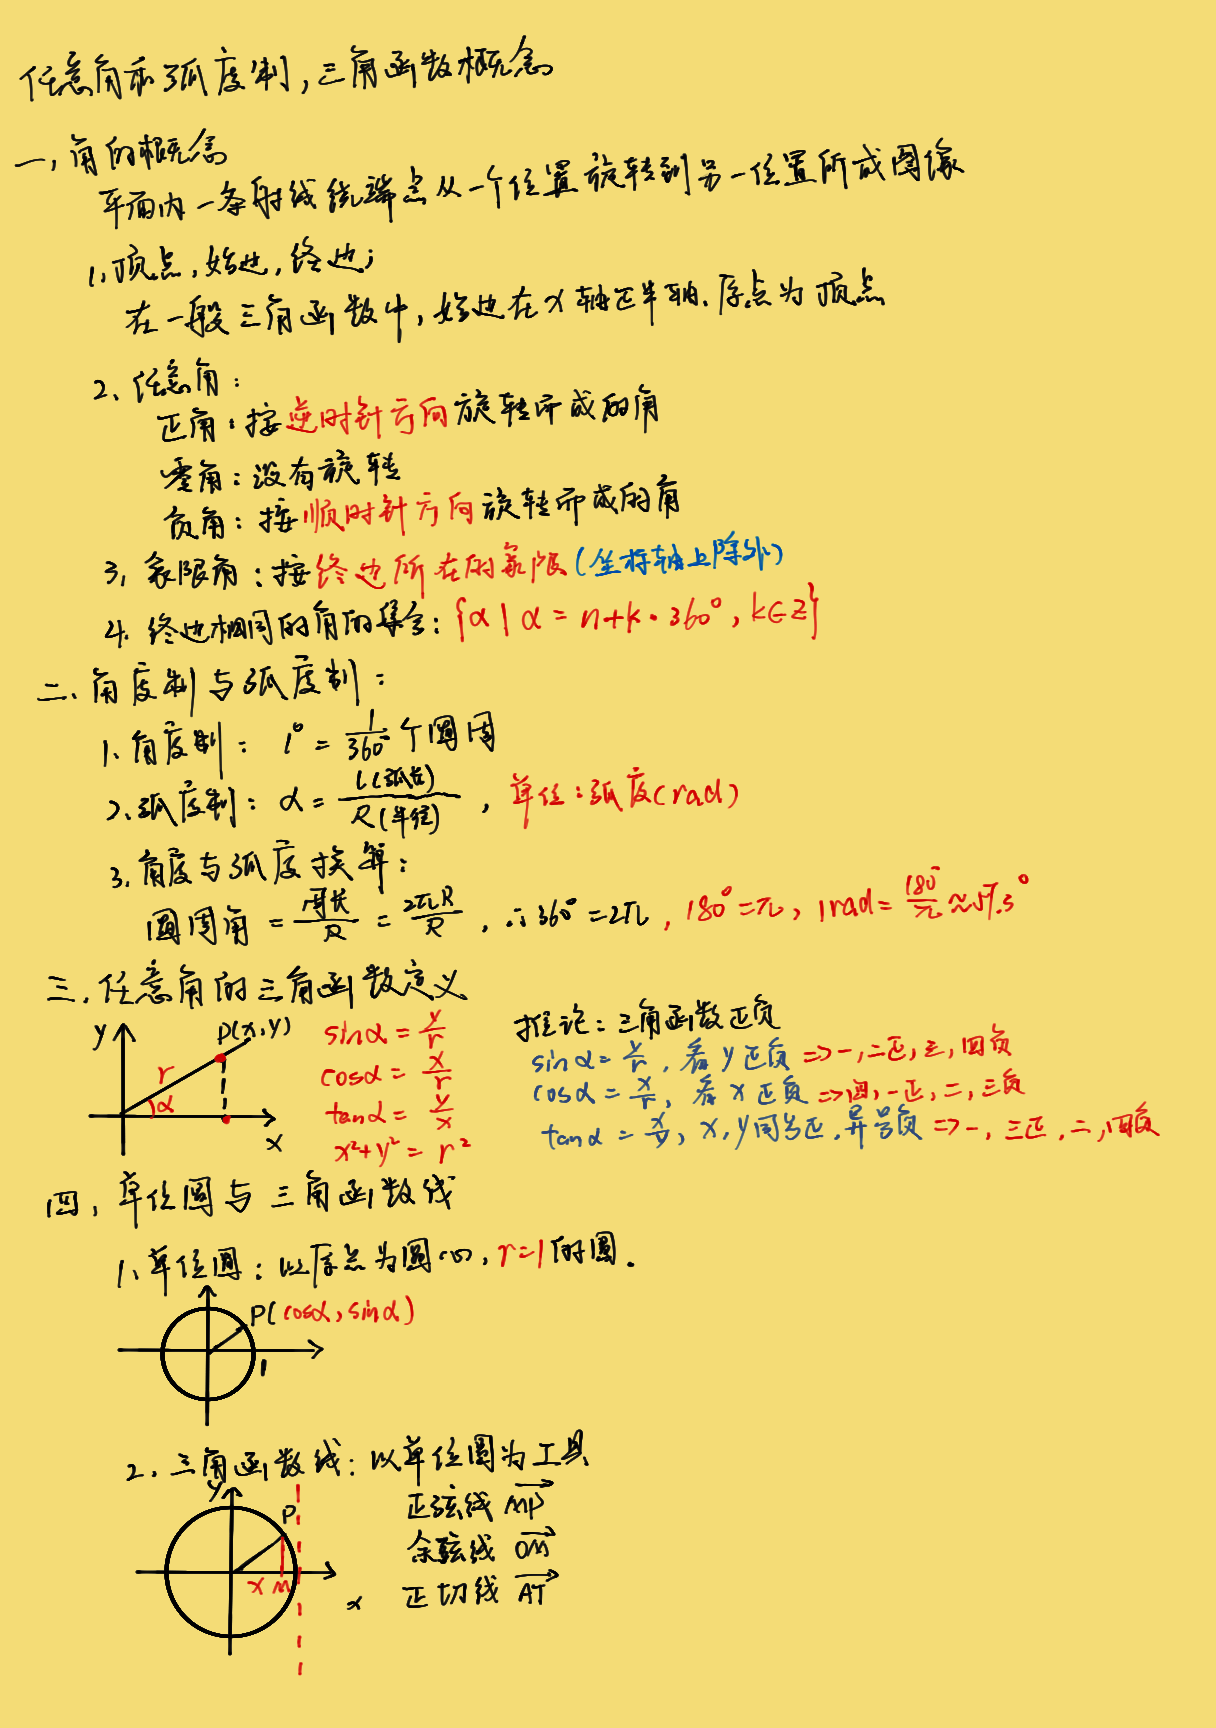 任意角和弧度制,三角函数概念
一、角的概念
平面内一条射线绕端点从一个位置旋转到另一位置所成图像
1、顶点,始边,终边;
在一般三角函数中,始边在x轴正半轴.原点为顶点
2、任意角:
正角:按逆时针方向旋转所成的角
零角:没有旋转
负角:按顺时针方向旋转而成的角
3、象限角:按终边所在的象限(坐标轴上除外)
4、终边相同的角的集合:{α | α = n+k·360°, k∈Z}
二、角度制与弧度制:
1、角度制: 1° = 1/360° 个圆周
2、弧度制: α = l(弧长)/R(半径) , 单位:弧度(rad)
3、角度与弧度换算:
圆周角 = 周长/R = 2πR/R , ∴360°=2π, 180°=π, 1rad = 180°/π ≈57.3°
三、任意角的三角函数定义
y P(x,y) r α x
sinα = y/r
cosα = x/r
tanα = y/x
x²+y² = r²
推论:三角函数正负
sinα = y/r , 看y正负 => 一,二正,三,四负
cosα = x/r, 看x正负 => 四,一正,二,三负
tanα = x/y, x,y同号正,异号负 => 一,三正,二,四负
四、单位圆与三角函数线
1、单位圆:以原点为圆心,r=1的圆.
P(cosα,sinα)
1
2、三角函数线:以单位圆为工具
y P x M x
正弦线 MP
余弦线 OM
正切线 AT